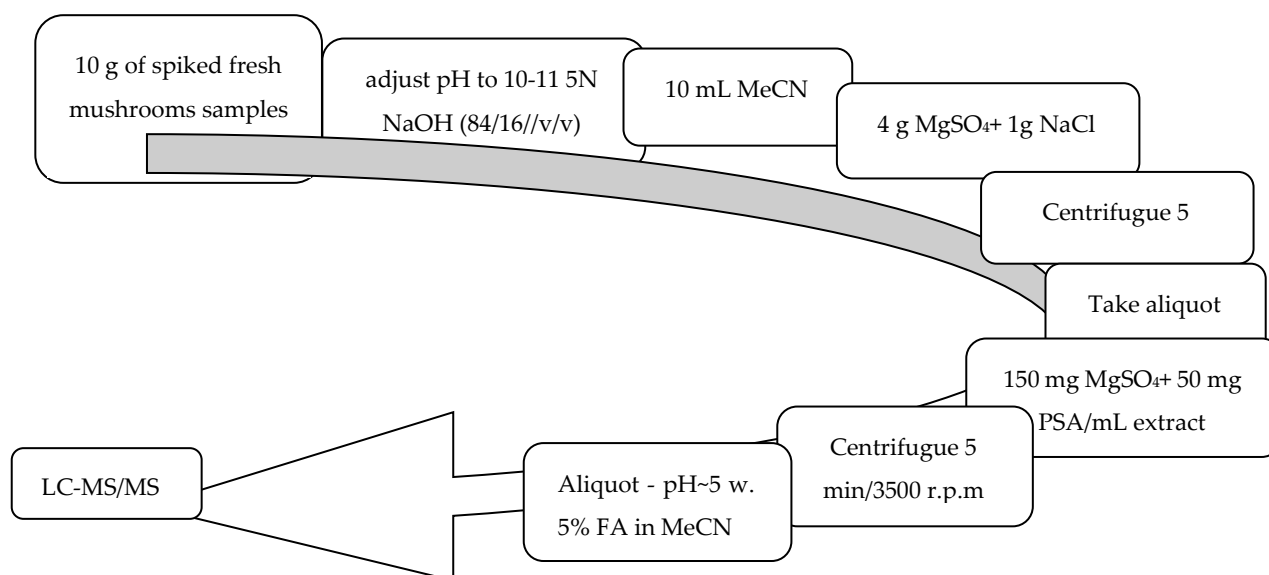 10 g of spiked fresh
mushrooms samples
adjust pH to 10-11 5N
NaOH (84/16//v/v)
10 mL MeCN
4 g MgSO₄+ 1g NaCl
Centrifugue 5
Take aliquot
150 mg MgSO₄+ 50 mg
PSA/mL extract
Centrifugue 5
min/3500 r.p.m
Aliquot - pH~5 w.
5% FA in MeCN
LC-MS/MS